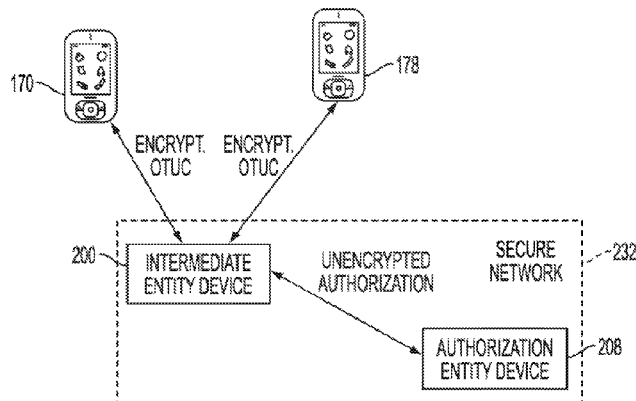 170
178
ENCRYPT.
OTUC
ENCRYPT.
OTUC
200
INTERMEDIATE
ENTITY DEVICE
UNENCRYPTED
AUTHORIZATION
SECURE
NETWORK
232
AUTHORIZATION
ENTITY DEVICE
208